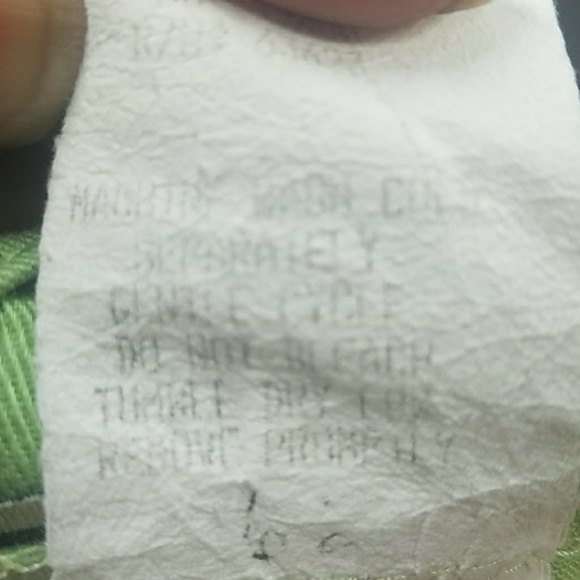 MACHINE WASH COLD
SEPARATELY
GENTLE CYCLE
DO NOT BLEACH
TUMBLE DRY LOW
REMOVE PROMPTLY